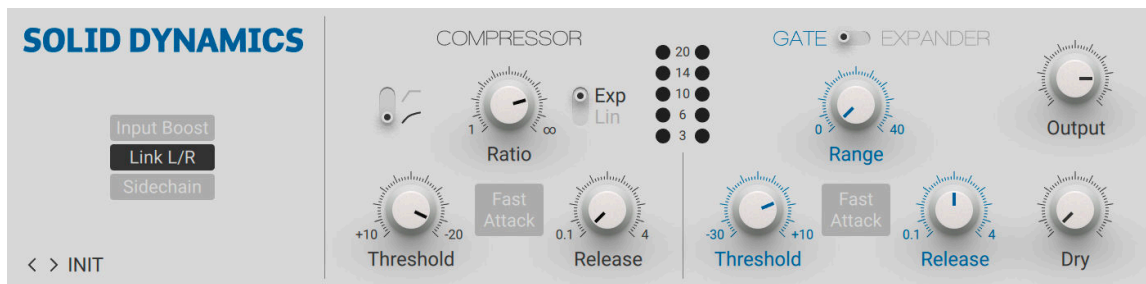 SOLID DYNAMICS
Input Boost
Link L/R
Sidechain
< > INIT
COMPRESSOR
1
∞
Ratio
Exp
Lin
+10
-20
Threshold
Fast
Attack
0.1
4
Release
20
14
10
6
3
GATE
EXPANDER
0
40
Range
-30
+10
Threshold
Fast
Attack
0.1
4
Release
Output
Dry